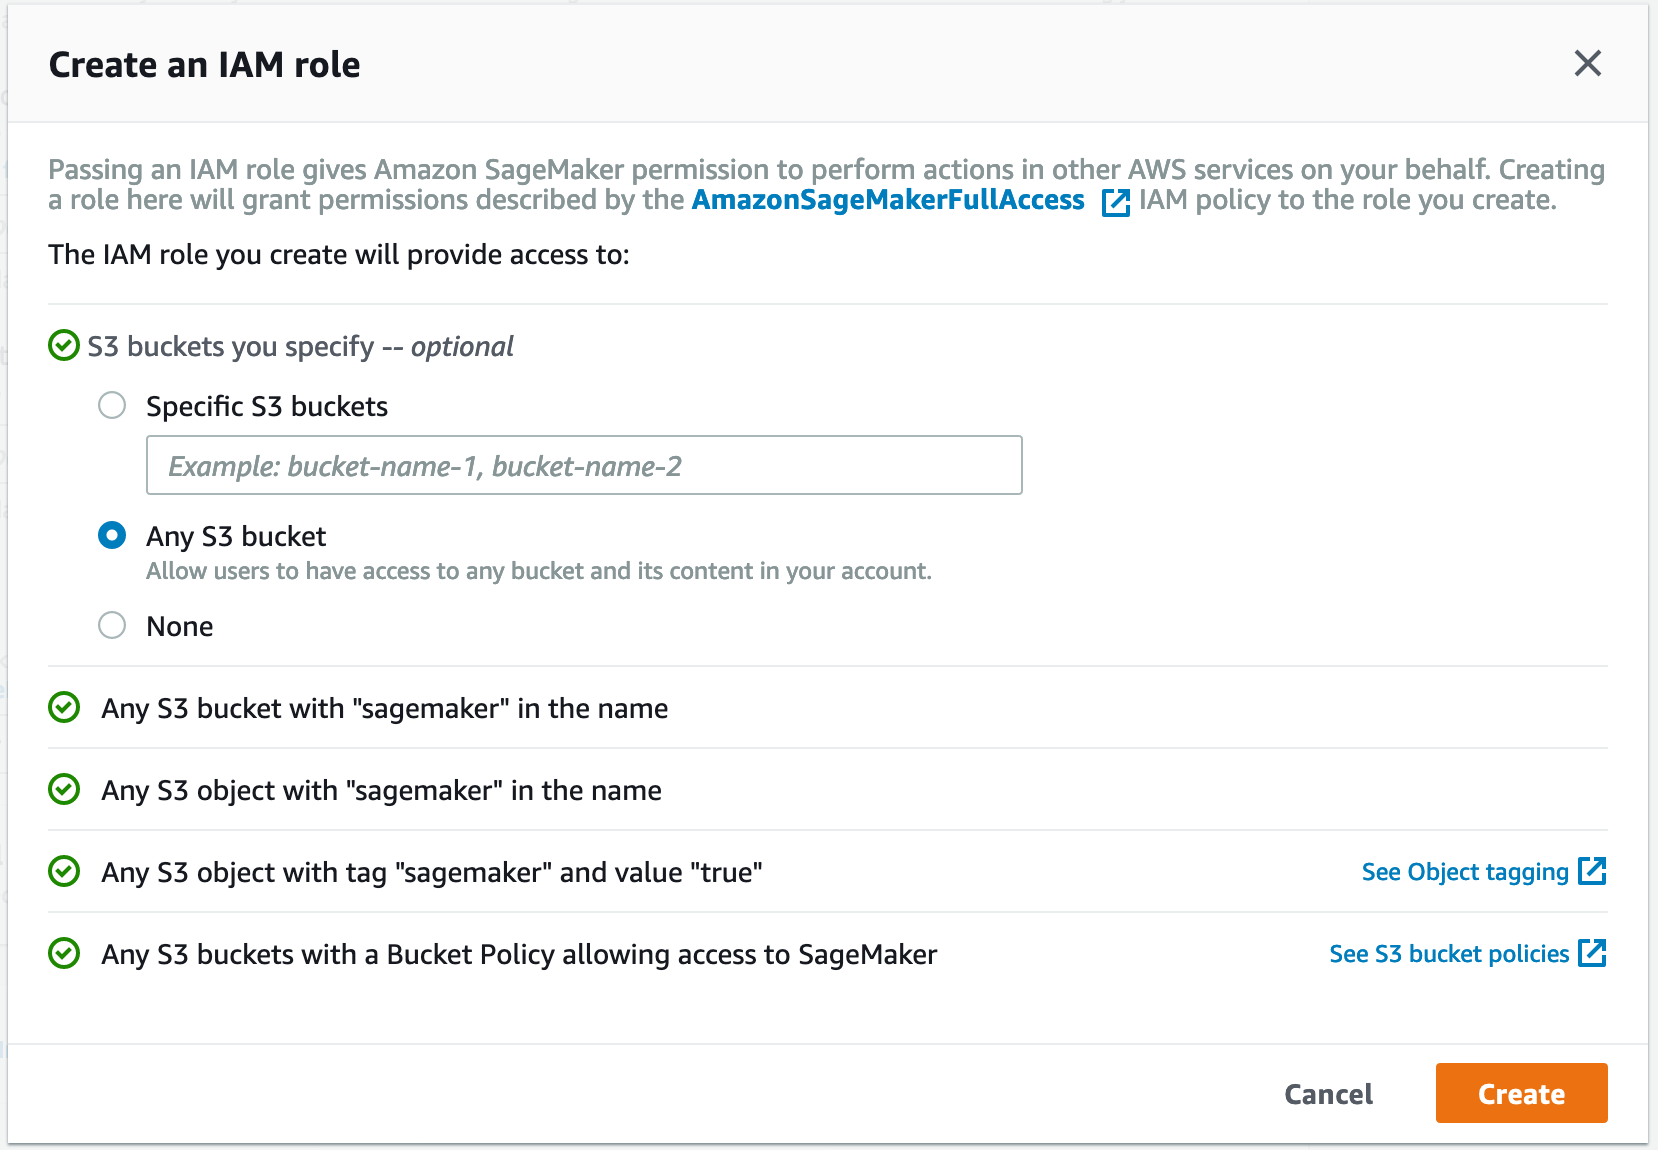 Create an IAM role
Passing an IAM role gives Amazon SageMaker permission to perform actions in other AWS services on your behalf. Creating
a role here will grant permissions described by the AmazonSageMakerFullAccess IAM policy to the role you create.
The IAM role you create will provide access to:
S3 buckets you specify -- optional
Specific S3 buckets
Example: bucket-name-1, bucket-name-2
Any S3 bucket
Allow users to have access to any bucket and its content in your account.
None
Any S3 bucket with "sagemaker" in the name
Any S3 object with "sagemaker" in the name
Any S3 object with tag "sagemaker" and value "true" See Object tagging
Any S3 buckets with a Bucket Policy allowing access to SageMaker See S3 bucket policies
Cancel Create